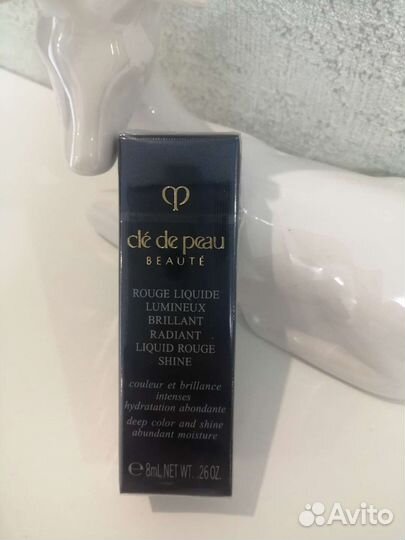 clé de peau
BEAUTÉ
ROUGE LIQUIDE
LUMINEUX
BRILLANT
RADIANT
LIQUID ROUGE
SHINE
couleur et brillance
intenses
hydratation abondante
deep color and shine
abundant moisture
℮8mL NET WT. .26 OZ.
Avito